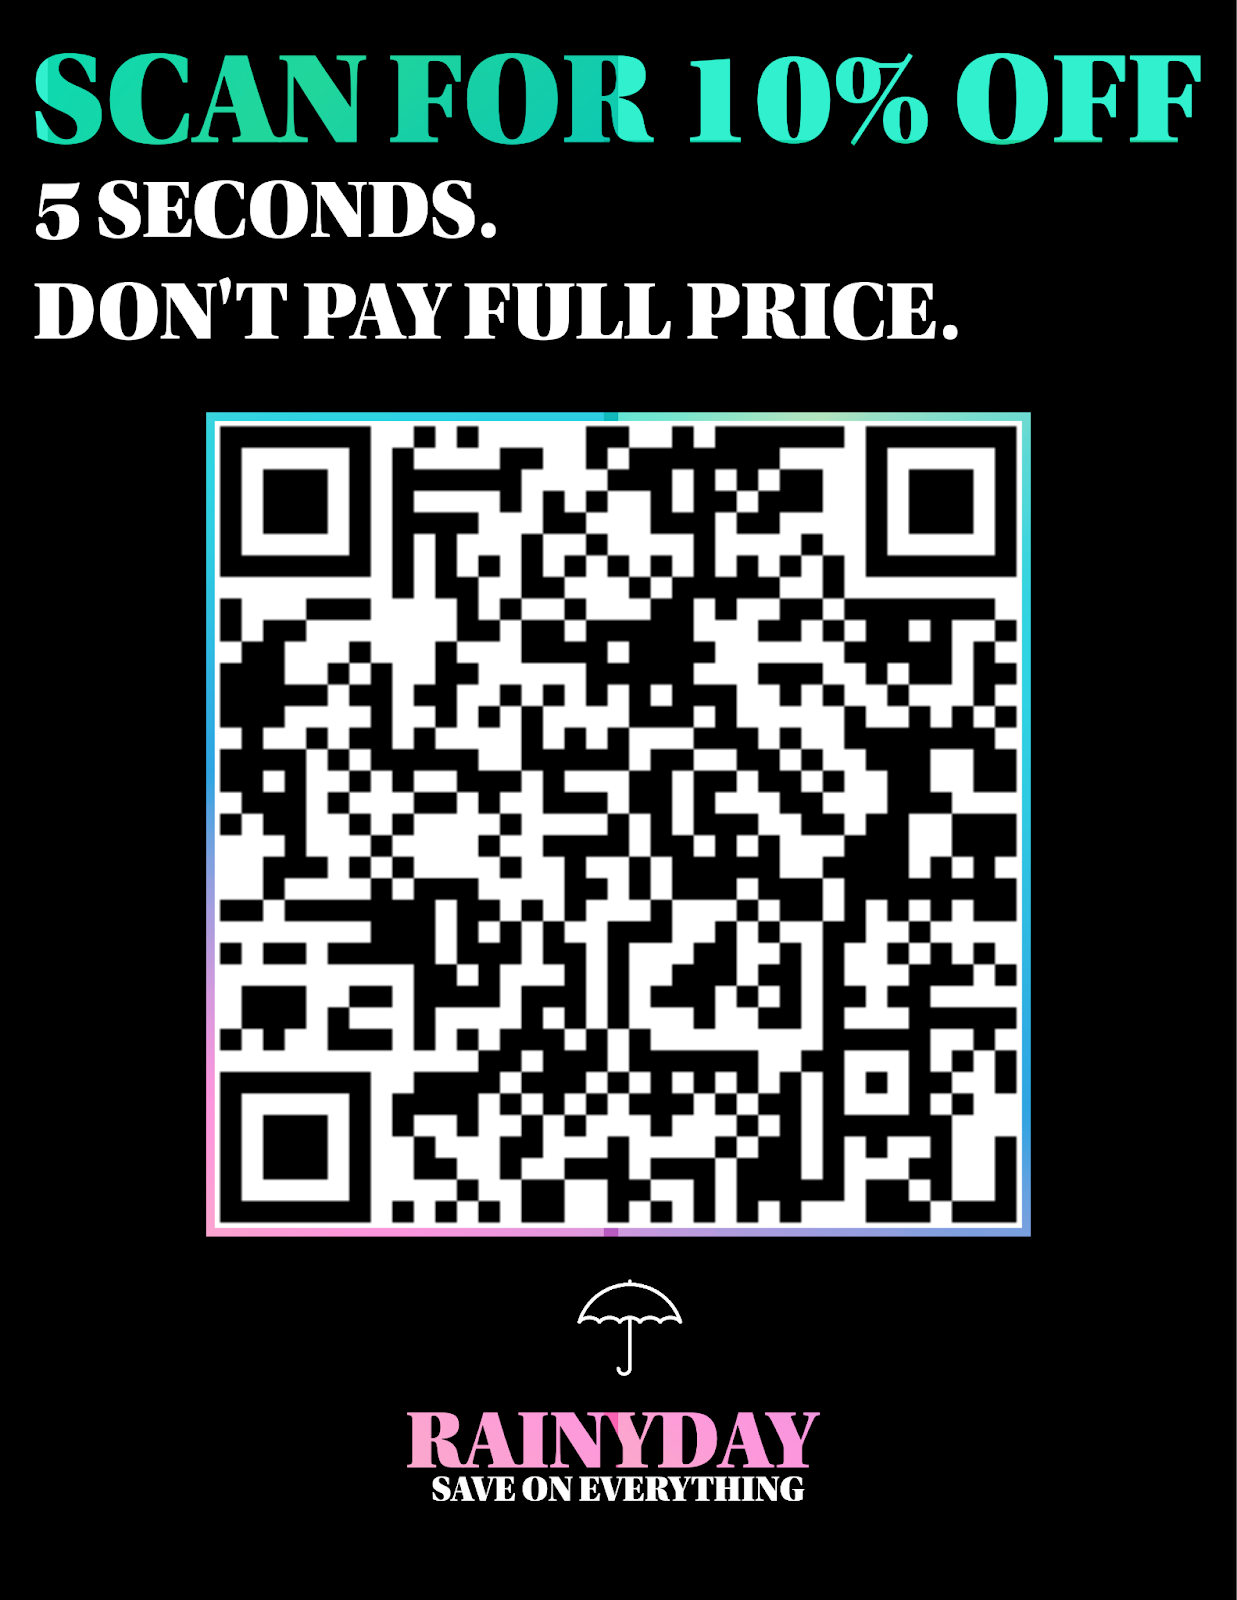 SCAN FOR 10% OFF
5 SECONDS.
DON'T PAY FULL PRICE.
RAINYDAY
SAVE ON EVERYTHING